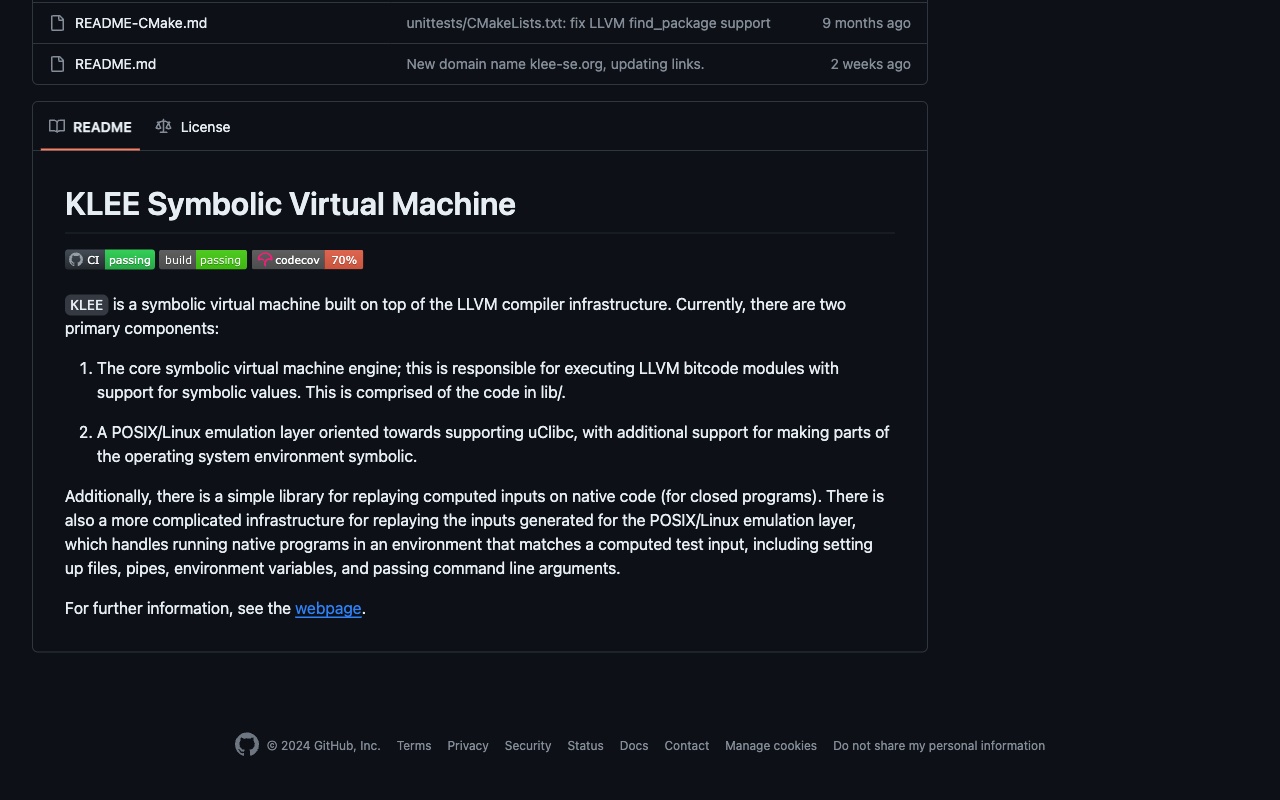 README-CMake.md unittests/CMakeLists.txt: fix LLVM find_package support 9 months ago
README.md New domain name klee-se.org, updating links. 2 weeks ago
README License
KLEE Symbolic Virtual Machine
CI passing build passing codecov 70%
KLEE is a symbolic virtual machine built on top of the LLVM compiler infrastructure. Currently, there are two
primary components:
1. The core symbolic virtual machine engine; this is responsible for executing LLVM bitcode modules with
support for symbolic values. This is comprised of the code in lib/.
2. A POSIX/Linux emulation layer oriented towards supporting uClibc, with additional support for making parts of
the operating system environment symbolic.
Additionally, there is a simple library for replaying computed inputs on native code (for closed programs). There is
also a more complicated infrastructure for replaying the inputs generated for the POSIX/Linux emulation layer,
which handles running native programs in an environment that matches a computed test input, including setting
up files, pipes, environment variables, and passing command line arguments.
For further information, see the webpage.
© 2024 GitHub, Inc. Terms Privacy Security Status Docs Contact Manage cookies Do not share my personal information